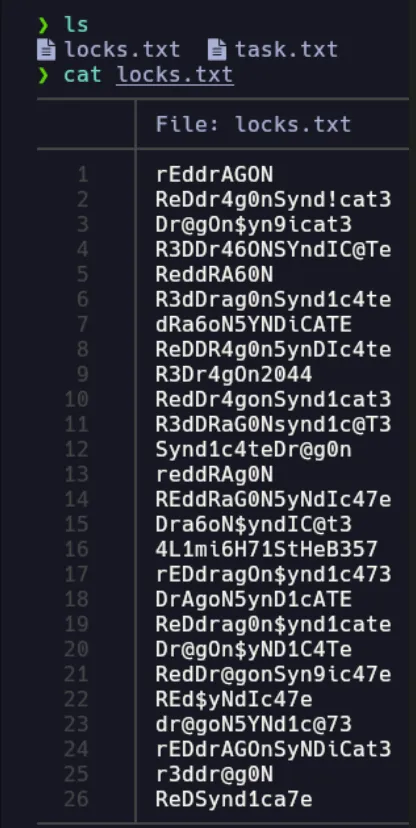 ❯ ls
locks.txt task.txt
❯ cat locks.txt
File: locks.txt
1 rEddrAGON
2 ReDdr4g0nSynd!cat3
3 Dr@gOn$yn9icat3
4 R3DDr46ONSYndIC@Te
5 ReddRA60N
6 R3dDrag0nSynd1c4te
7 dRa6oN5YNDiCATE
8 ReDDR4g0n5ynDIc4te
9 R3Dr4gOn2044
10 RedDr4gonSynd1cat3
11 R3dDRaG0Nsynd1c@T3
12 Synd1c4teDr@g0n
13 reddRAg0N
14 REddRaG0N5yNdIc47e
15 Dra6oN$yndIC@t3
16 4L1mi6H71StHeB357
17 rEDdragOn$ynd1c473
18 DrAgoN5ynD1cATE
19 ReDdrag0n$ynd1cate
20 Dr@gOn$yND1C4Te
21 RedDr@gonSyn9ic47e
22 REd$yNdIc47e
23 dr@goN5YNd1c@73
24 rEDdrAGOnSyNDiCat3
25 r3ddr@g0N
26 ReDSynd1ca7e